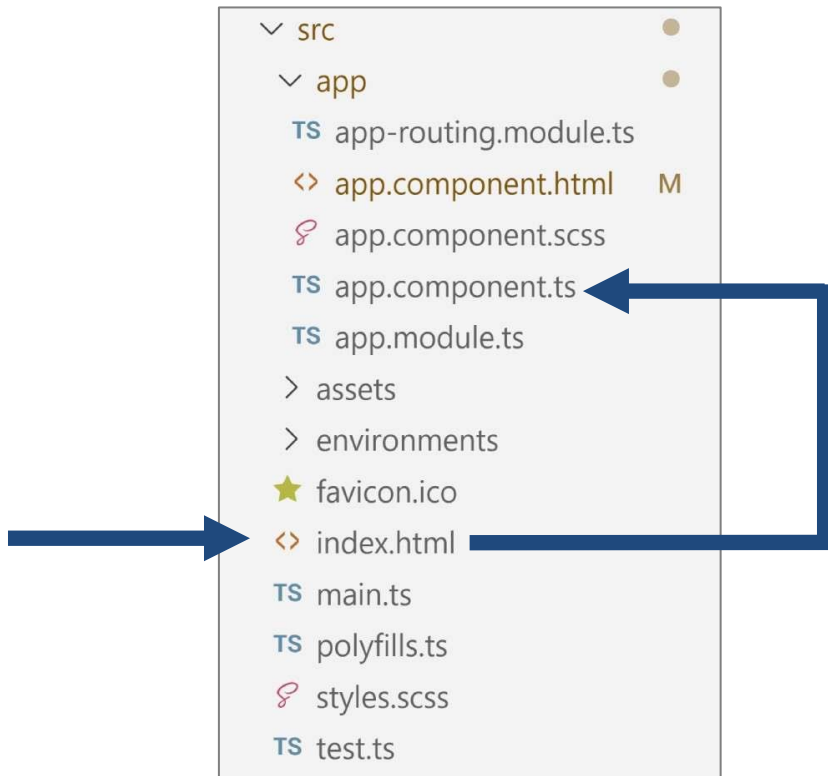 src
app
TS app-routing.module.ts
<> app.component.html M
app.component.scss
TS app.component.ts
TS app.module.ts
assets
environments
favicon.ico
<> index.html
TS main.ts
TS polyfills.ts
styles.scss
TS test.ts